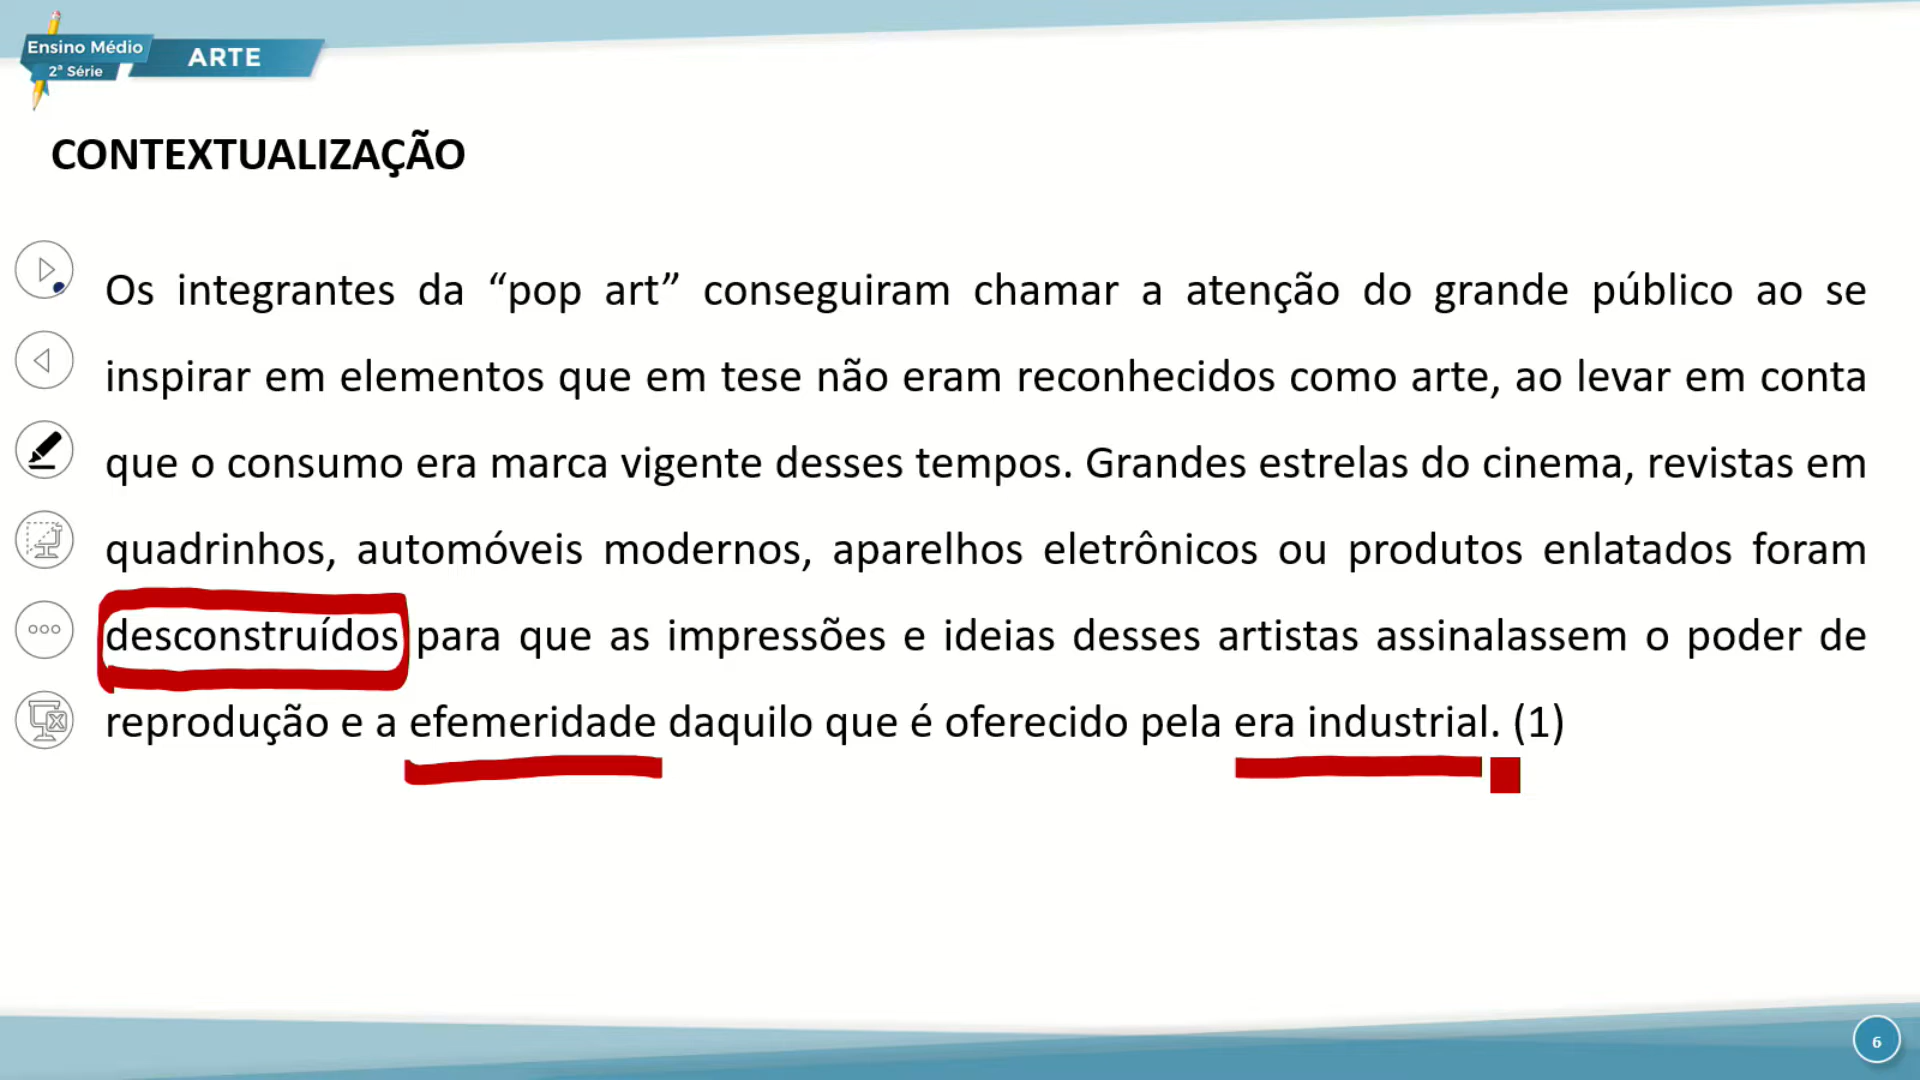 Ensino Médio
2ª Série
ARTE
CONTEXTUALIZAÇÃO
Os integrantes da “pop art” conseguiram chamar a atenção do grande público ao se
inspirar em elementos que em tese não eram reconhecidos como arte, ao levar em conta
que o consumo era marca vigente desses tempos. Grandes estrelas do cinema, revistas em
quadrinhos, automóveis modernos, aparelhos eletrônicos ou produtos enlatados foram
desconstruídos para que as impressões e ideias desses artistas assinalassem o poder de
reprodução e a efemeridade daquilo que é oferecido pela era industrial. (1)
6